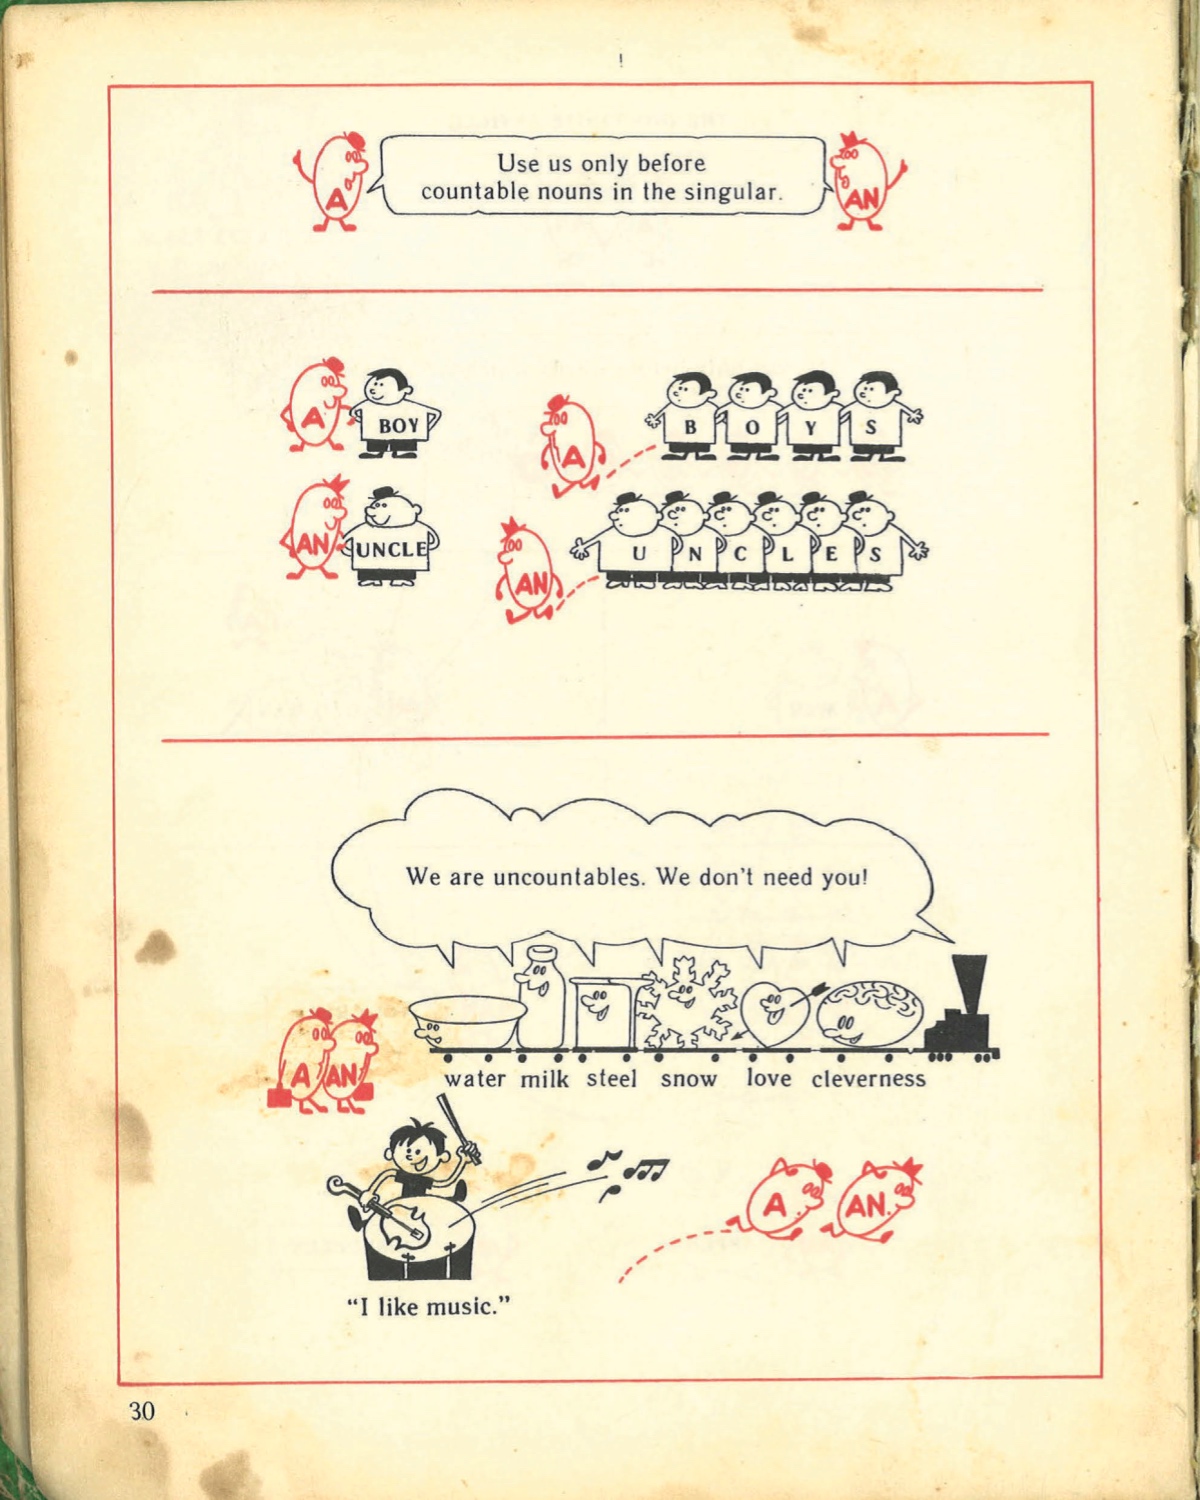 A
Use us only before
countable nouns in the singular.
AN
A
BOY
A
B O Y S
AN
UNCLE
AN
U N C L E S
We are uncountables. We don't need you!
A
AN
water milk steel snow love cleverness
A
AN
“I like music.”
30